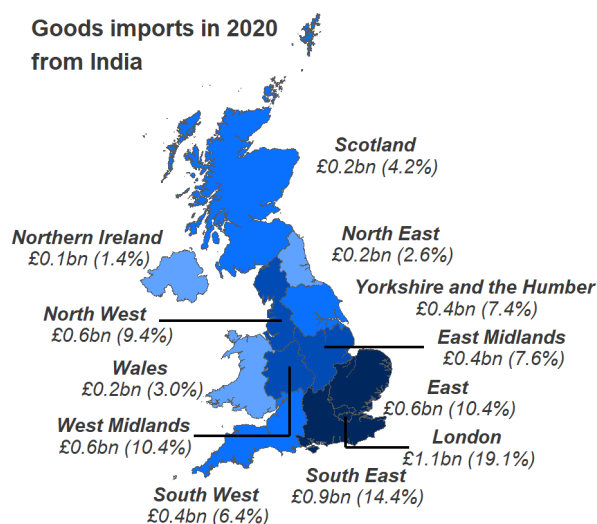 Goods imports in 2020
from India
Scotland
£0.2bn (4.2%)
Northern Ireland
£0.1bn (1.4%)
North East
£0.2bn (2.6%)
Yorkshire and the Humber
£0.4bn (7.4%)
North West
£0.6bn (9.4%)
East Midlands
£0.4bn (7.6%)
Wales
£0.2bn (3.0%)
East
£0.6bn (10.4%)
West Midlands
£0.6bn (10.4%)
London
£1.1bn (19.1%)
South East
£0.9bn (14.4%)
South West
£0.4bn (6.4%)